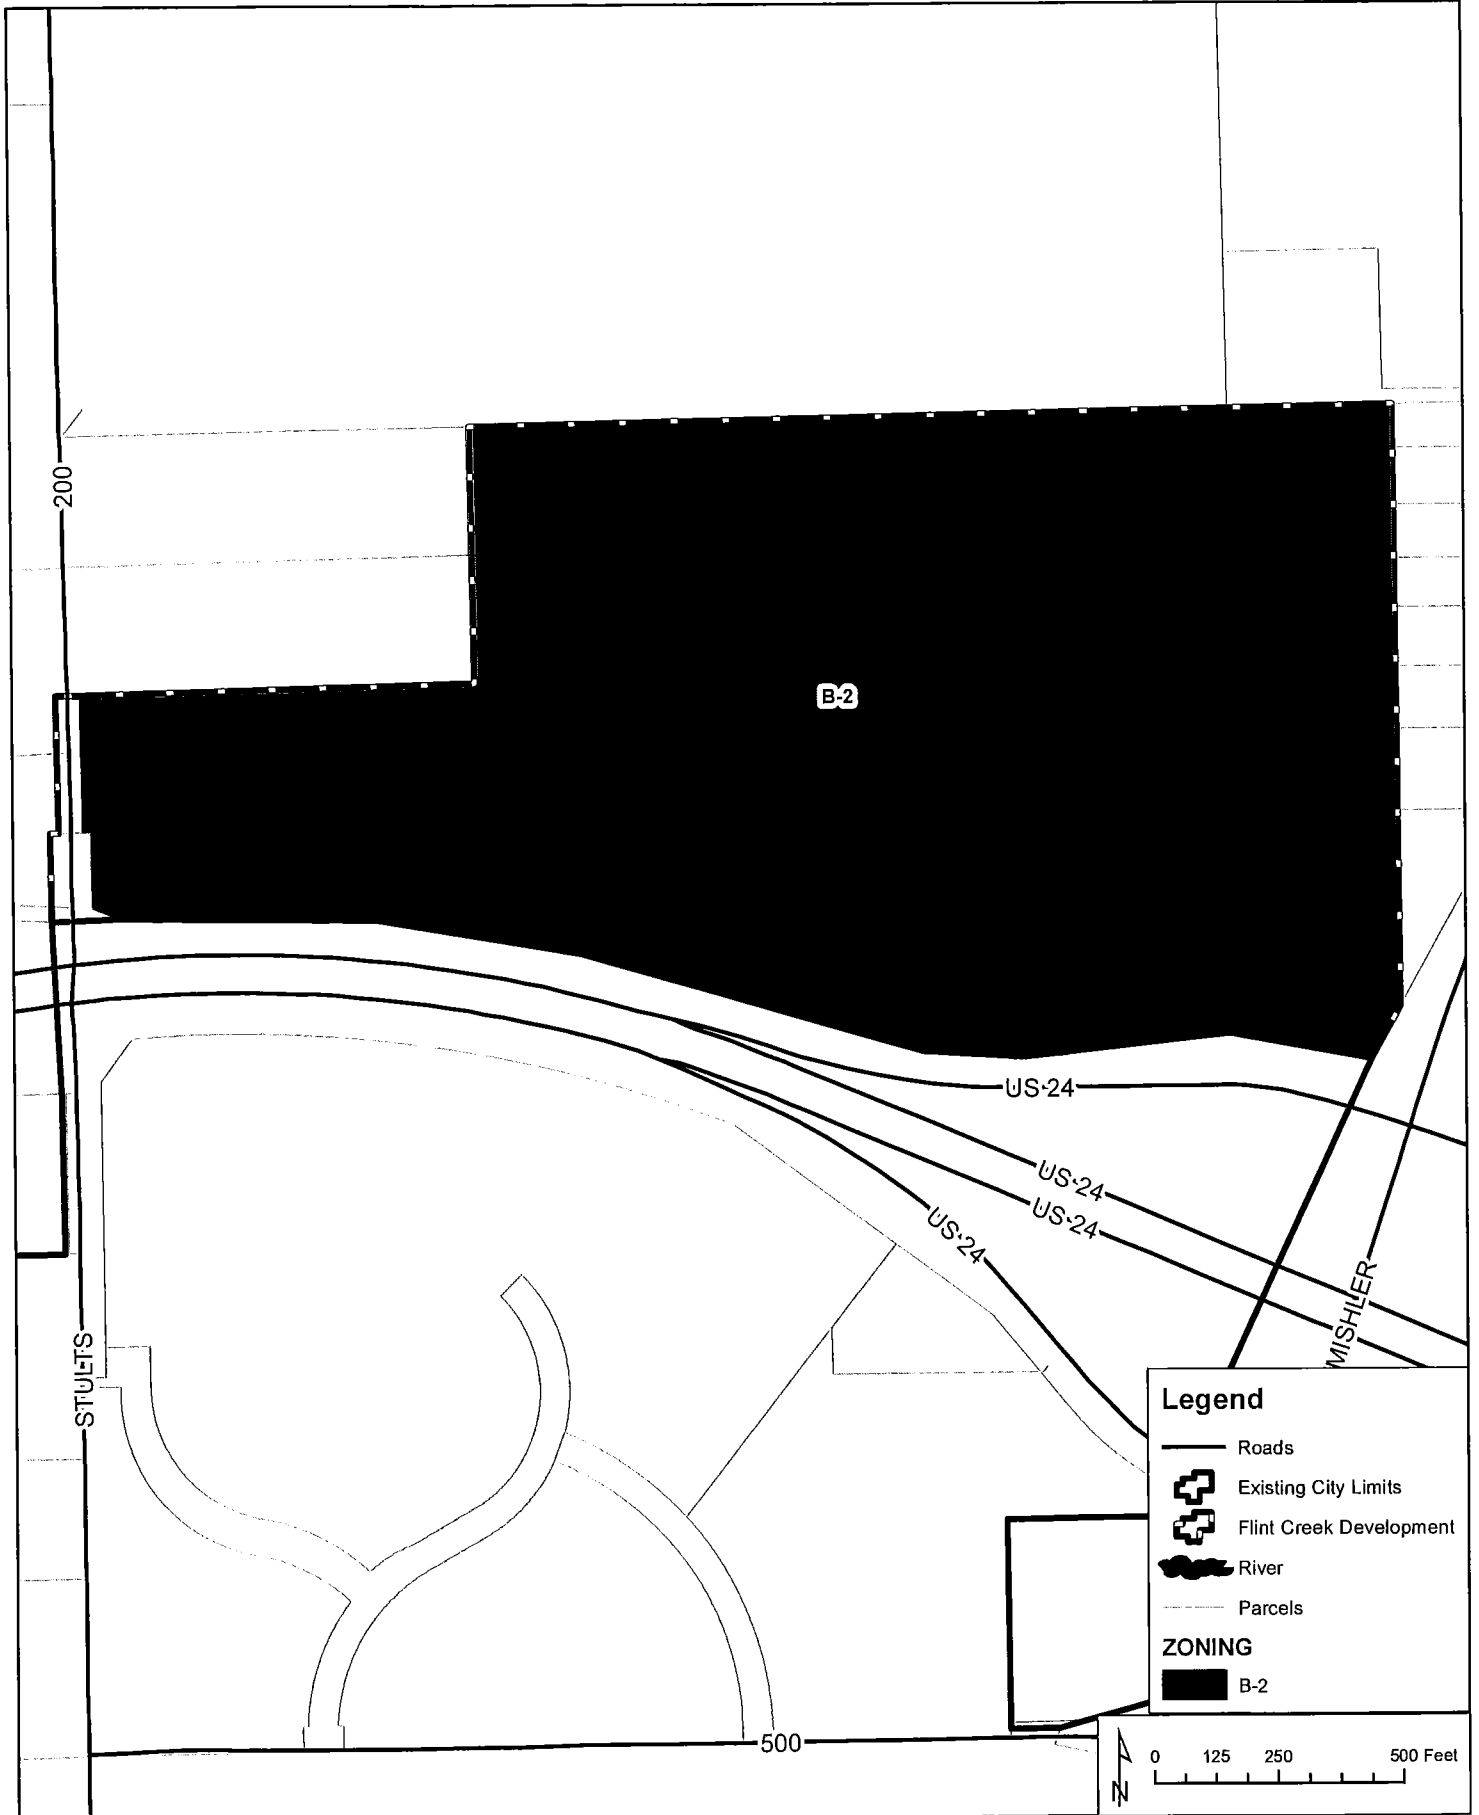 200
B-2
US-24
US-24
US-24
US-24
MISHLER
STULTS
500
Legend
Roads
Existing City Limits
Flint Creek Development
River
Parcels
ZONING
B-2
N
0 125 250 500 Feet